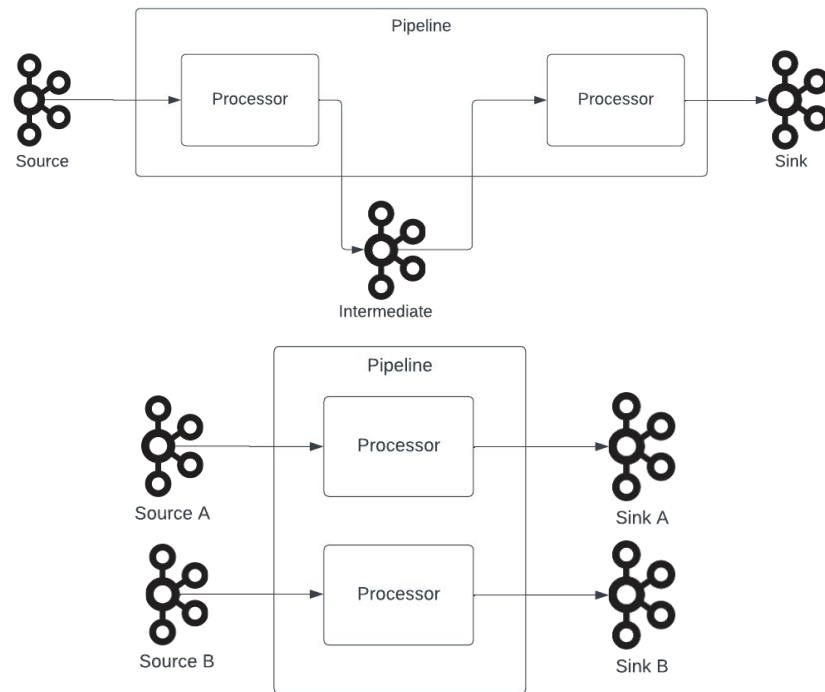 Pipeline
Processor
Processor
Source
Sink
Intermediate
Pipeline
Processor
Source A
Sink A
Processor
Source B
Sink B